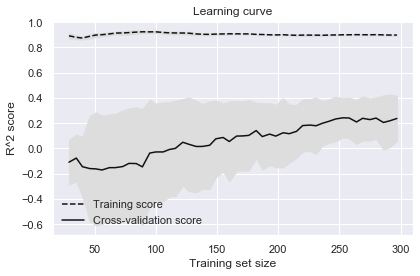 Learning curve
1.0
0.8
0.6
0.4
0.2
0.0
−0.2
−0.4
−0.6
R^2 score
Training score
Cross-validation score
50 100 150 200 250 300
Training set size